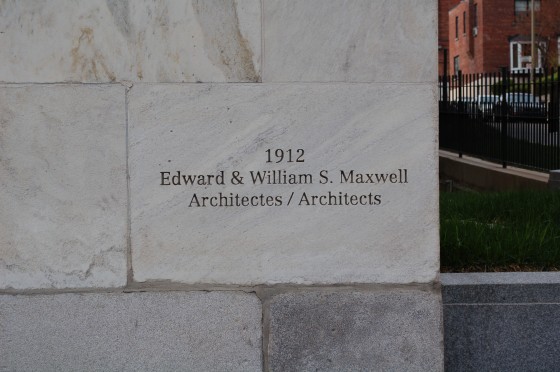 1912
Edward & William S. Maxwell
Architectes / Architects